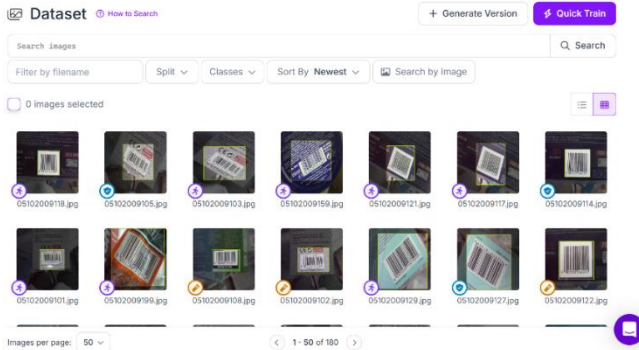 Dataset How to Search + Generate Version Quick Train
Search images Search
Filter by filename Split Classes Sort By Newest Search by Image
0 images selected
05102009118.jpg 05102009105.jpg 05102009103.jpg 05102009159.jpg 05102009121.jpg 05102009117.jpg 05102009114.jpg
05102009101.jpg 05102009199.jpg 05102009108.jpg 05102009102.jpg 05102009129.jpg 05102009127.jpg 05102009122.jpg
Images per page: 50 1 - 50 of 180